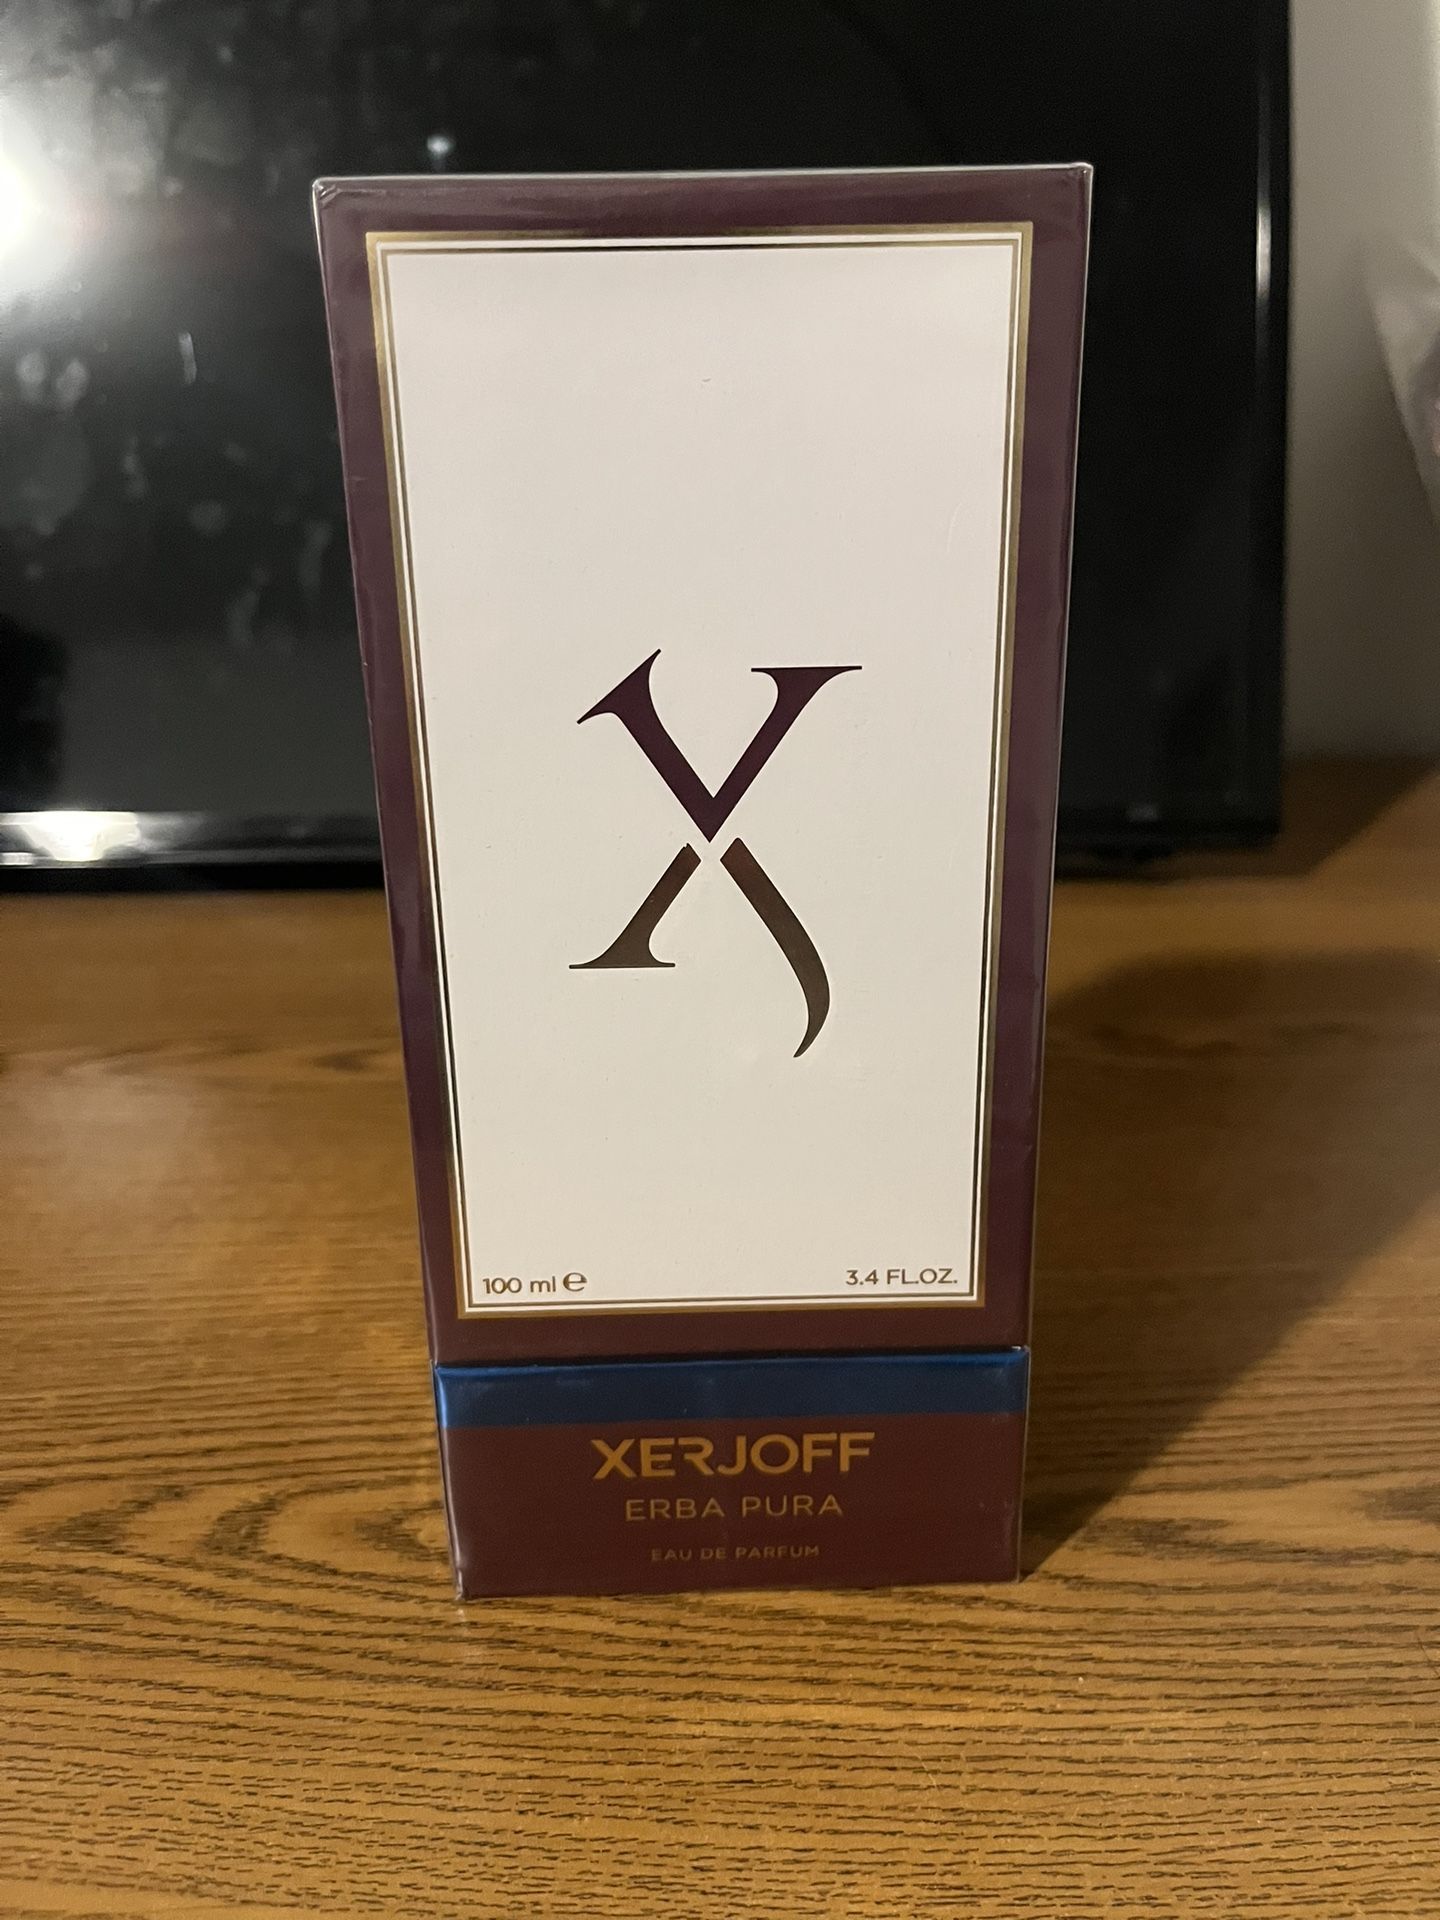 X
100 ml ℮ 3.4 FL.OZ.
XERJOFF
ERBA PURA
EAU DE PARFUM